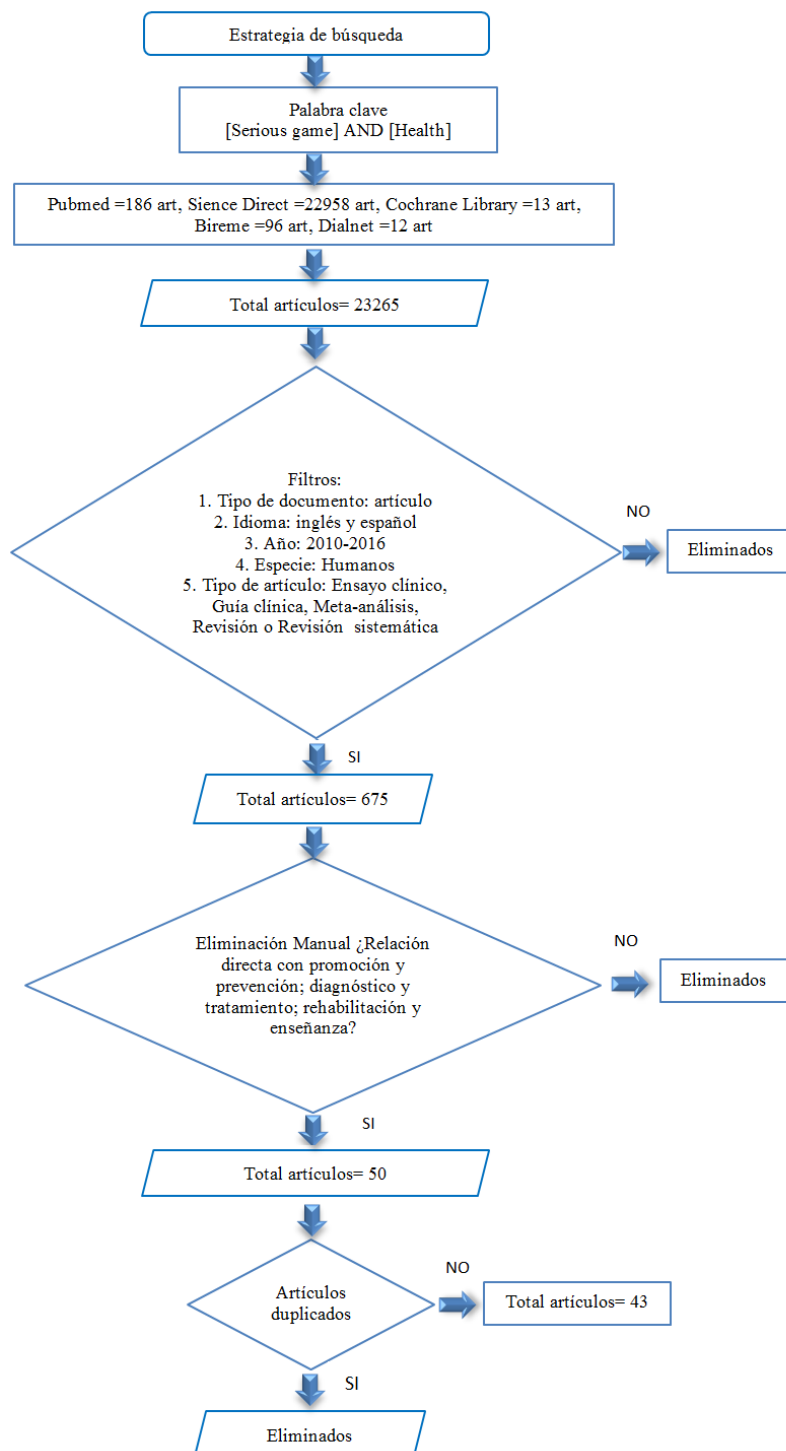 Estrategia de búsqueda
Palabra clave
[Serious game] AND [Health]
Pubmed =186 art, Sience Direct =22958 art, Cochrane Library =13 art,
Bireme =96 art, Dialnet =12 art
Total artículos= 23265
Filtros:
1. Tipo de documento: artículo
2. Idioma: inglés y español
3. Año: 2010-2016
4. Especie: Humanos
5. Tipo de artículo: Ensayo clínico,
Guía clínica, Meta-análisis,
Revisión o Revisión sistemática
NO
Eliminados
SI
Total artículos= 675
Eliminación Manual ¿Relación
directa con promoción y
prevención; diagnóstico y
tratamiento; rehabilitación y
enseñanza?
NO
Eliminados
SI
Total artículos= 50
Artículos
duplicados
NO
Total artículos= 43
SI
Eliminados